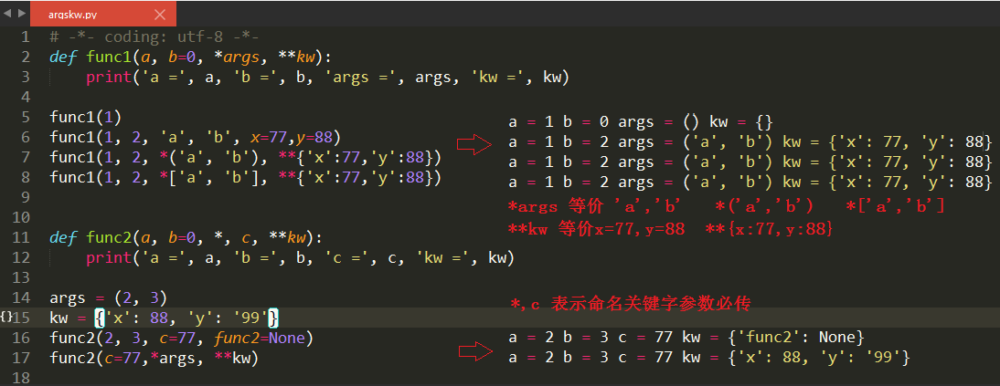 argskw.py
1 # -*- coding: utf-8 -*-
2 def func1(a, b=0, *args, **kw):
3 print('a =', a, 'b =', b, 'args =', args, 'kw =', kw)
4
5 func1(1)
6 func1(1, 2, 'a', 'b', x=77,y=88)
7 func1(1, 2, *('a', 'b'), **{'x':77,'y':88})
8 func1(1, 2, *['a', 'b'], **{'x':77,'y':88})
9
10
11 def func2(a, b=0, *, c, **kw):
12 print('a =', a, 'b =', b, 'c =', c, 'kw =', kw)
13
14 args = (2, 3)
{}15 kw = {'x': 88, 'y': '99'}
16 func2(2, 3, c=77, func2=None)
17 func2(c=77,*args, **kw)
18
a = 1 b = 0 args = () kw = {}
a = 1 b = 2 args = ('a', 'b') kw = {'x': 77, 'y': 88}
a = 1 b = 2 args = ('a', 'b') kw = {'x': 77, 'y': 88}
a = 1 b = 2 args = ('a', 'b') kw = {'x': 77, 'y': 88}
*args 等价 'a','b' *('a','b') *['a','b']
**kw 等价x=77,y=88 **{x:77,y:88}
*,c 表示命名关键字参数必传
a = 2 b = 3 c = 77 kw = {'func2': None}
a = 2 b = 3 c = 77 kw = {'x': 88, 'y': '99'}